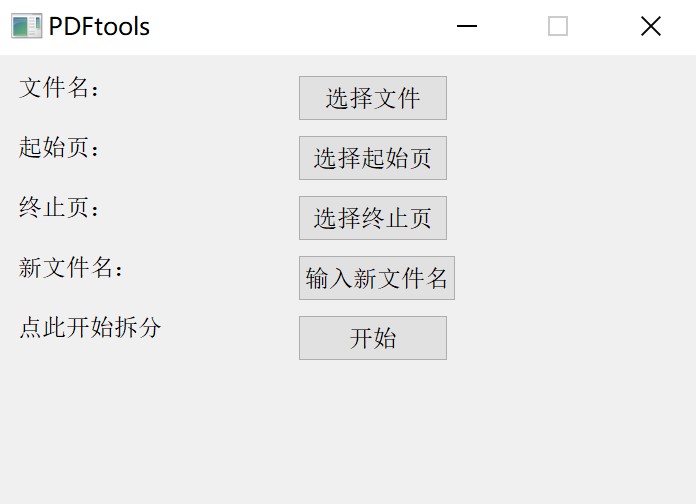 PDFtools
文件名：
选择文件
起始页：
选择起始页
终止页：
选择终止页
新文件名：
输入新文件名
点此开始拆分
开始